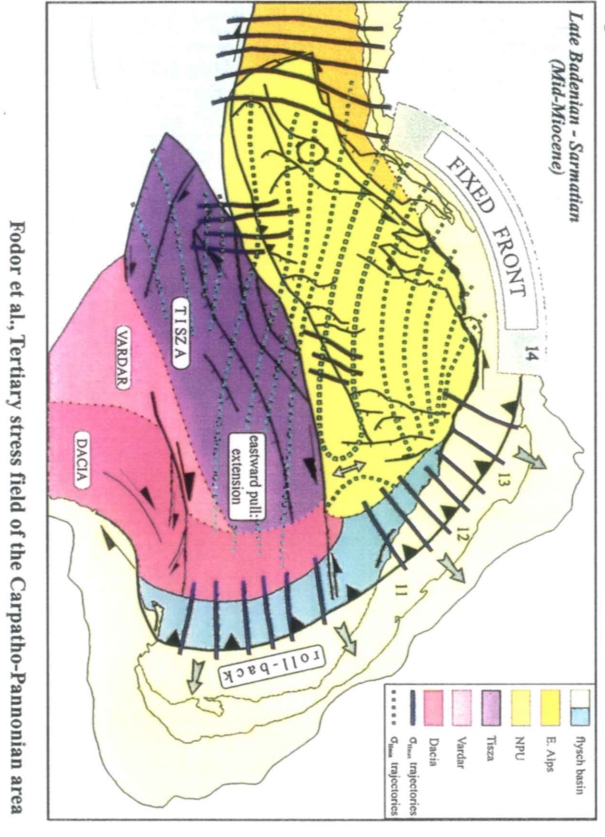 Late Badenian - Sarmatian
(Mid-Miocene)
FIXED FRONT
14
13
12
11
TISZA
VARDAR
DACIA
eastward pull:
extension
roll-back
flysch basin
E. Alps
NPU
Tisza
Vardar
Dacia
trajectories
trajectories
Fodor et al., Tertiary stress field of the Carpatho-Pannonian area